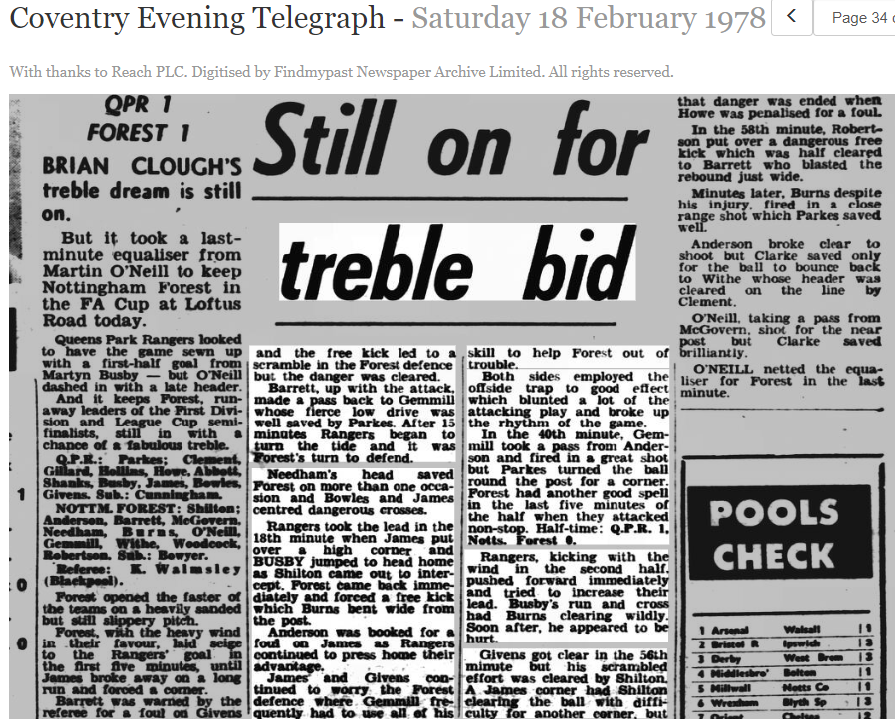 Coventry Evening Telegraph - Saturday 18 February 1978
Page 34
With thanks to Reach PLC. Digitised by Findmypast Newspaper Archive Limited. All rights reserved.
QPR 1
FOREST 1
Still on for
treble bid
BRIAN CLOUGH'S
treble dream is still
on.
But it took a last-
minute equaliser from
Martin O'Neill to keep
Nottingham Forest in
the FA Cup at Loftus
Road today.
Queens Park Rangers looked
to have the game sewn up
with a first-half goal from
Martyn Busby — but O'Neill
dashed in with a late header.
And it keeps Forest, run-
away leaders of the First Divi-
sion and League Cup semi-
finalists, still in with a
chance of a fabulous treble.
Q.P.R.: Parkes; Clement,
Gillard, Hollins, Howe, Abbott,
Shanks, Busby, James, Bowles,
Givens. Sub.: Cunningham.
NOTTM. FOREST: Shilton;
Anderson, Barrett, McGovern,
Needham, Burns, O'Neill,
Gemmill, Withe, Woodcock,
Robertson. Sub.: Bowyer.
Referee: K. Walmsley
(Blackpool).
Forest opened the faster of
the teams on a heavily sanded
but still slippery pitch.
Forest, with the heavy wind
in their favour, laid seige
to the Rangers' goal in
the first five minutes, until
James broke away on a long
run and forced a corner.
Barrett was warned by the
referee for a foul on Givens
and the free kick led to a
scramble in the Forest defence
but the danger was cleared.
Barrett, up with the attack,
made a pass back to Gemmill
whose fierce low drive was
well saved by Parkes. After 15
minutes Rangers began to
turn the tide and it was
Forest's turn to defend.
Needham's head saved
Forest on more than one occa-
sion and Bowles and James
centred dangerous crosses.
Rangers took the lead in the
18th minute when James put
over a high corner and
BUSBY jumped to head home
as Shilton came out to inter-
cept. Forest came back imme-
diately and forced a free kick
which Burns bent wide from
the post.
Anderson was booked for a
foul on James as Rangers
continued to press home their
advantage.
James and Givens con-
tinued to worry the Forest
defence where Gemmill fre-
quently had to use all of his
skill to help Forest out of
trouble.
Both sides employed the
offside trap to good effect
which blunted a lot of the
attacking play and broke up
the rhythm of the game.
In the 40th minute, Gem-
mill took a pass from Ander-
son and fired in a great shot
but Parkes turned the ball
round the post for a corner.
Forest had another good spell
in the last five minutes of
the half when they attacked
non-stop. Half-time: Q.P.R. 1,
Notts. Forest 0.
Rangers, kicking with the
wind in the second half,
pushed forward immediately
and tried to increase their
lead. Busby's run and cross
had Burns clearing wildly.
Soon after, he appeared to be
hurt.
Givens got clear in the 56th
minute but his scrambled
effort was cleared by Shilton.
A James corner had Shilton
clearing the ball with diffi-
culty for another corner, but
that danger was ended when
Howe was penalised for a foul.
In the 58th minute, Robert-
son put over a dangerous free
kick which was half cleared
to Barrett who blasted the
rebound just wide.
Minutes later, Burns despite
his injury, fired in a close
range shot which Parkes saved
well.
Anderson broke clear to
shoot but Clarke saved only
for the ball to bounce back
to Withe whose header was
cleared on the line by
Clement.
O'Neill, taking a pass from
McGovern, shot for the near
post but Clarke saved
brilliantly.
O'NEILL netted the equa-
liser for Forest in the last
minute.
POOLS
CHECK
1 Arsenal Walsall 1
2 Bristol R Ipswich 3
3 Derby West Brom 3
4 Middlesbro' Bolton 1
5 Millwall Notts Co 1
6 Wrexham Blyth Sp 3
7 Orient